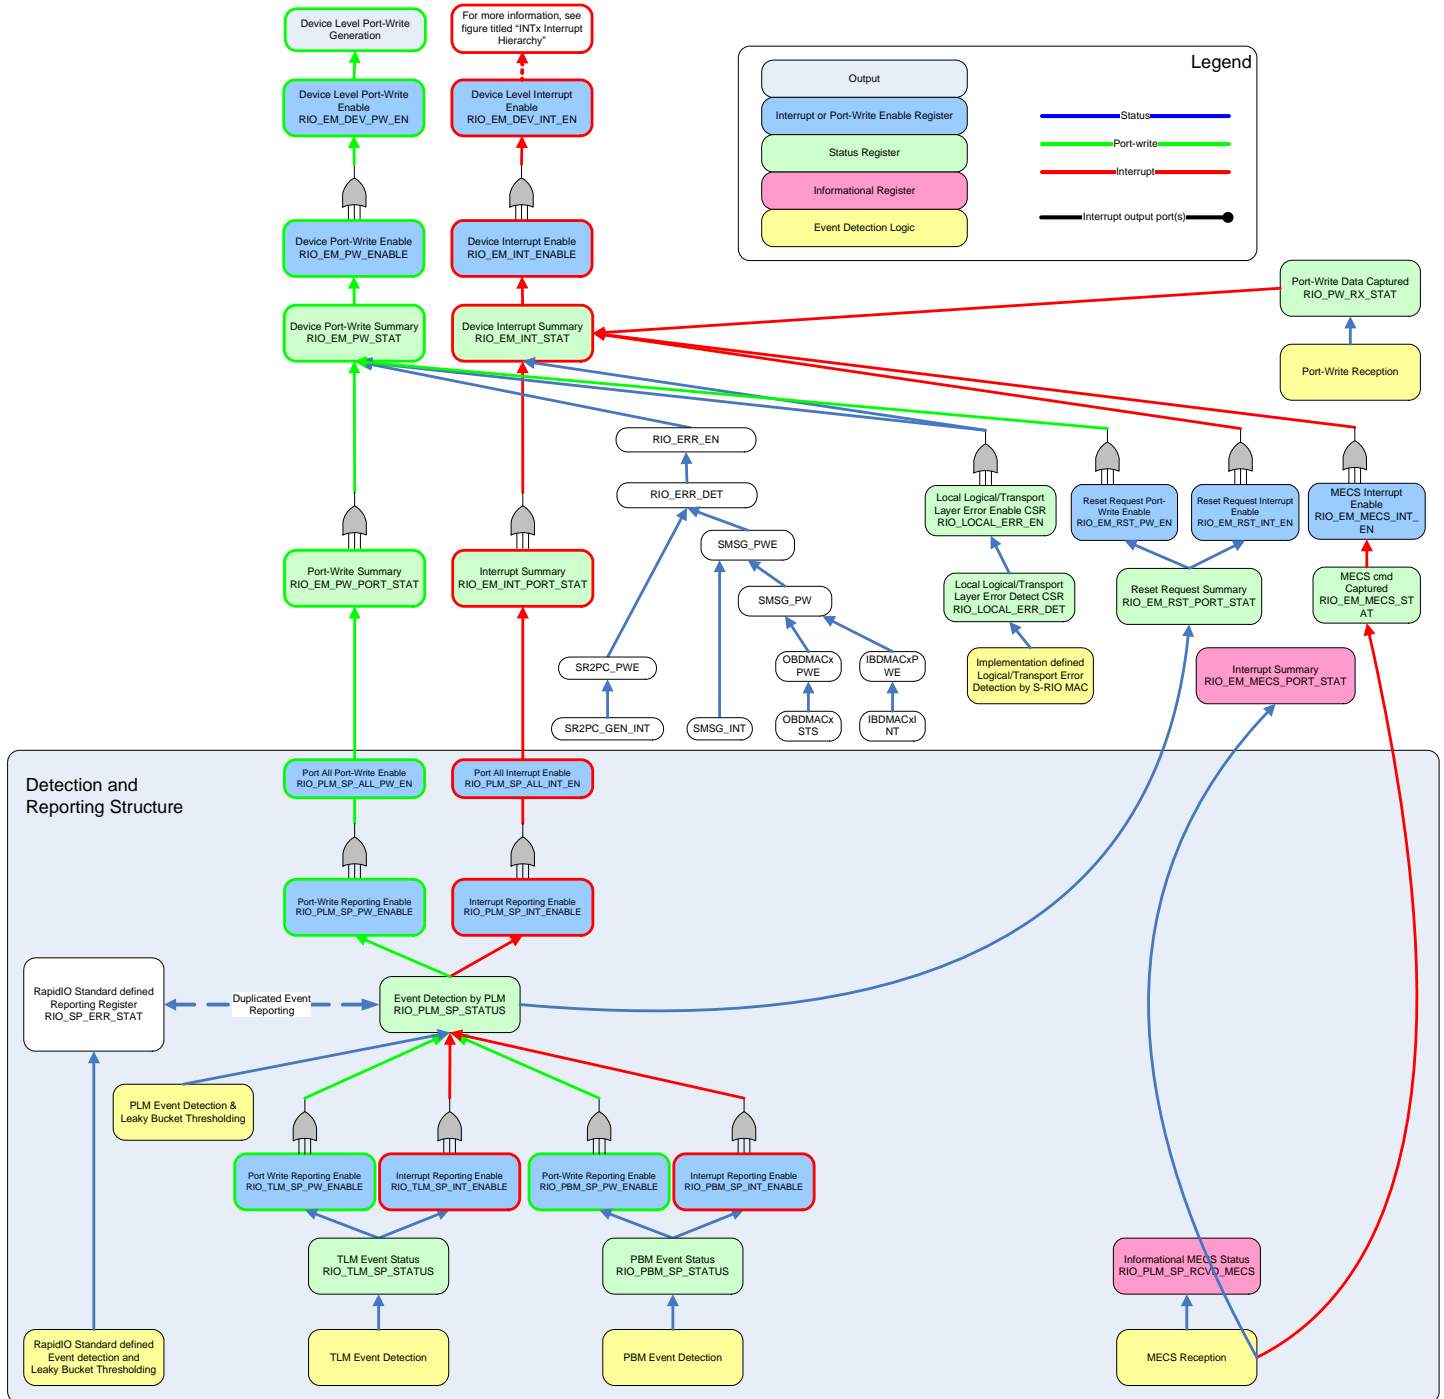 Device Level Port-Write
Generation
For more information, see
figure titled “INTx Interrupt
Hierarchy”
Legend
Output
Interrupt or Port-Write Enable Register
Status Register
Informational Register
Event Detection Logic
Status
Port-write
Interrupt
Interrupt output port(s)
Device Level Port-Write
Enable
RIO_EM_DEV_PW_EN
Device Level Interrupt
Enable
RIO_EM_DEV_INT_EN
Device Port-Write Enable
RIO_EM_PW_ENABLE
Device Interrupt Enable
RIO_EM_INT_ENABLE
Device Port-Write Summary
RIO_EM_PW_STAT
Device Interrupt Summary
RIO_EM_INT_STAT
Port-Write Data Captured
RIO_PW_RX_STAT
Port-Write Reception
RIO_ERR_EN
RIO_ERR_DET
SMSG_PWE
SMSG_PW
SR2PC_PWE
OBDMACx
PWE
IBDMACxP
WE
SR2PC_GEN_INT
SMSG_INT
OBDMACx
STS
IBDMACxI
NT
Local Logical/Transport
Layer Error Enable CSR
RIO_LOCAL_ERR_EN
Reset Request Port-
Write Enable
RIO_EM_RST_PW_EN
Reset Request Interrupt
Enable
RIO_EM_RST_INT_EN
MECS Interrupt
Enable
RIO_EM_MECS_INT_
EN
Port-Write Summary
RIO_EM_PW_PORT_STAT
Interrupt Summary
RIO_EM_INT_PORT_STAT
Local Logical/Transport
Layer Error Detect CSR
RIO_LOCAL_ERR_DET
Reset Request Summary
RIO_EM_RST_PORT_STAT
MECS cmd
Captured
RIO_EM_MECS_ST
AT
Implementation defined
Logical/Transport Error
Detection by S-RIO MAC
Interrupt Summary
RIO_EM_MECS_PORT_STAT
Detection and
Reporting Structure
Port All Port-Write Enable
RIO_PLM_SP_ALL_PW_EN
Port All Interrupt Enable
RIO_PLM_SP_ALL_INT_EN
Port-Write Reporting Enable
RIO_PLM_SP_PW_ENABLE
Interrupt Reporting Enable
RIO_PLM_SP_INT_ENABLE
RapidIO Standard defined
Reporting Register
RIO_SP_ERR_STAT
Duplicated Event
Reporting
Event Detection by PLM
RIO_PLM_SP_STATUS
PLM Event Detection &
Leaky Bucket Thresholding
Port Write Reporting Enable
RIO_TLM_SP_PW_ENABLE
Interrupt Reporting Enable
RIO_TLM_SP_INT_ENABLE
Port-Write Reporting Enable
RIO_PBM_SP_PW_ENABLE
Interrupt Reporting Enable
RIO_PBM_SP_INT_ENABLE
TLM Event Status
RIO_TLM_SP_STATUS
PBM Event Status
RIO_PBM_SP_STATUS
Informational MECS Status
RIO_PLM_SP_RCVD_MECS
RapidIO Standard defined
Event detection and
Leaky Bucket Thresholding
TLM Event Detection
PBM Event Detection
MECS Reception